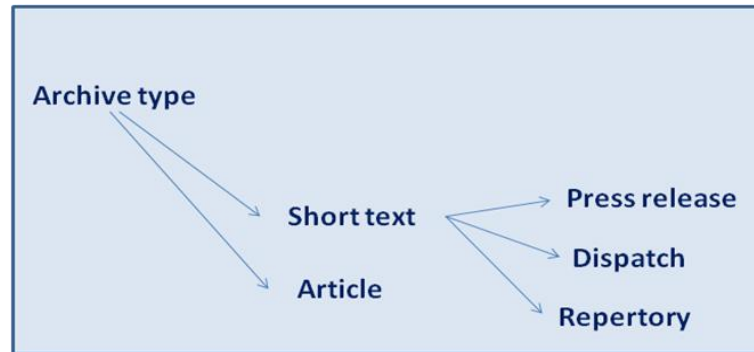 Archive type
Short text
Article
Press release
Dispatch
Repertory